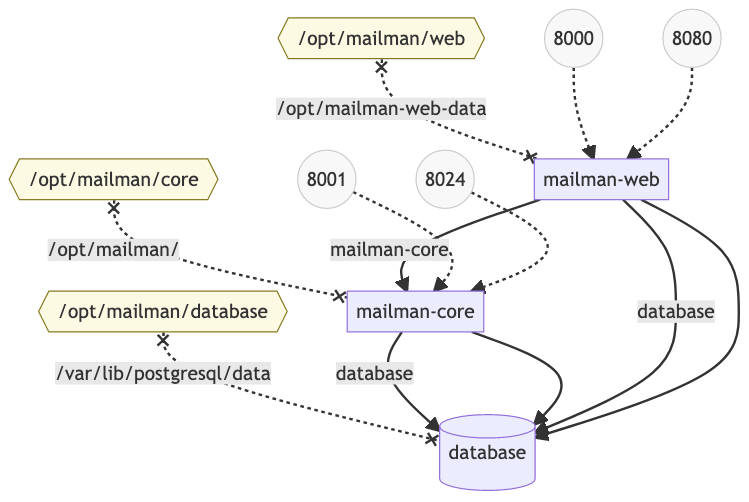 /opt/mailman/web
8000
8080
/opt/mailman-web-data
/opt/mailman/core
8001
8024
mailman-web
/opt/mailman/
mailman-core
/opt/mailman/database
mailman-core
database
/var/lib/postgresql/data
database
database